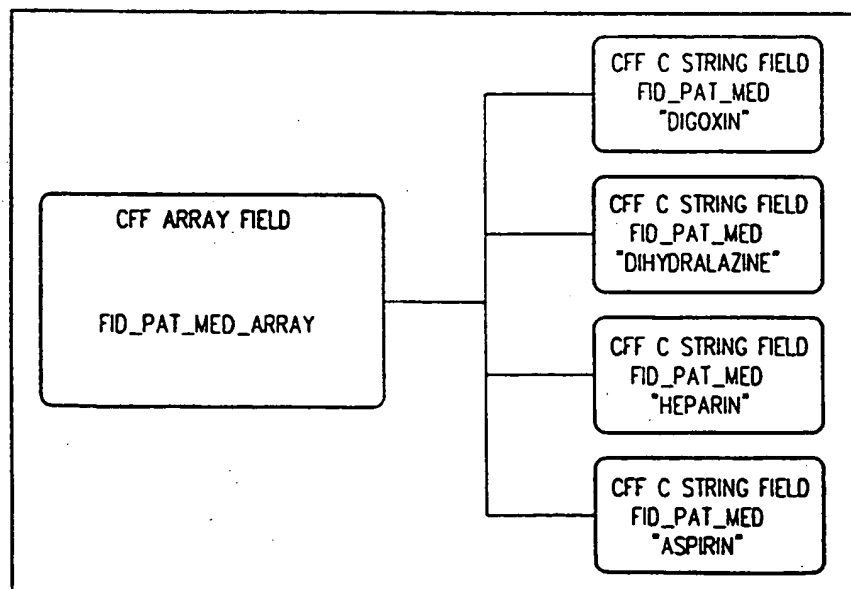 CFF ARRAY FIELD
FID_PAT_MED_ARRAY
CFF C STRING FIELD
FID_PAT_MED
"DIGOXIN"
CFF C STRING FIELD
FID_PAT_MED
"DIHYDRALAZINE"
CFF C STRING FIELD
FID_PAT_MED
"HEPARIN"
CFF C STRING FIELD
FID_PAT_MED
"ASPIRIN"